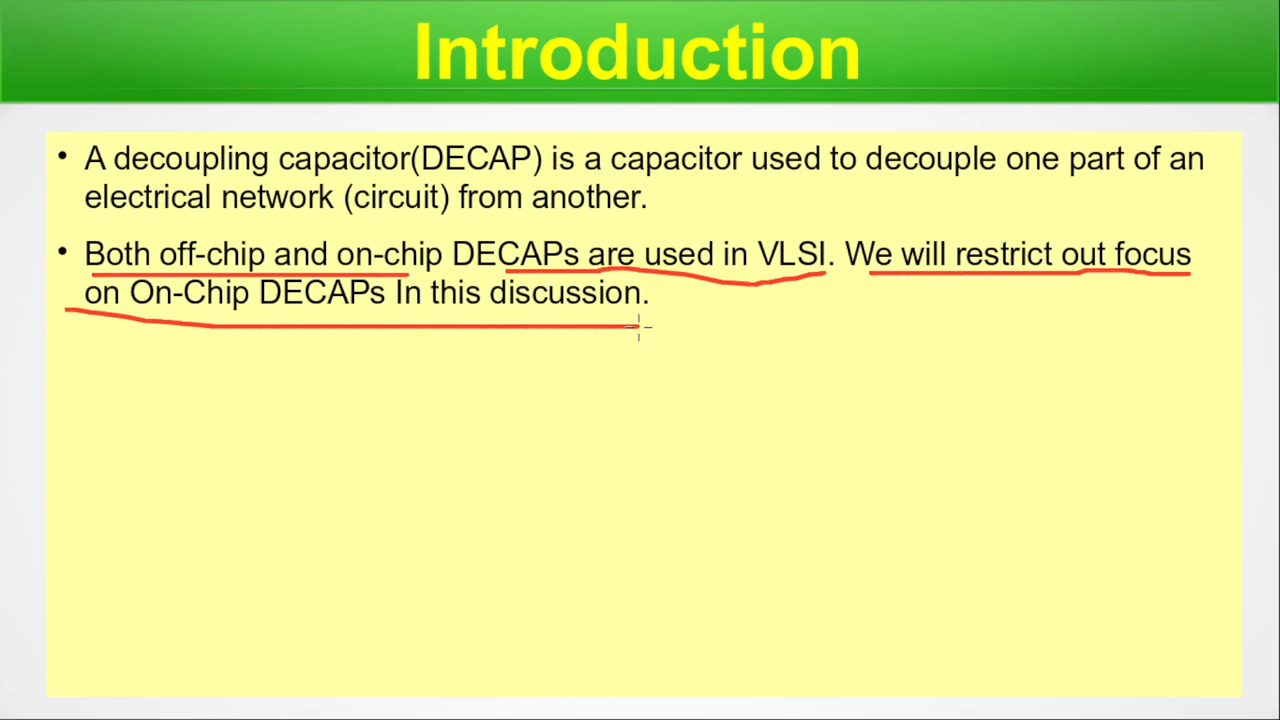 Introduction
• A decoupling capacitor(DECAP) is a capacitor used to decouple one part of an
electrical network (circuit) from another.
• Both off-chip and on-chip DECAPs are used in VLSI. We will restrict out focus
on On-Chip DECAPs In this discussion.